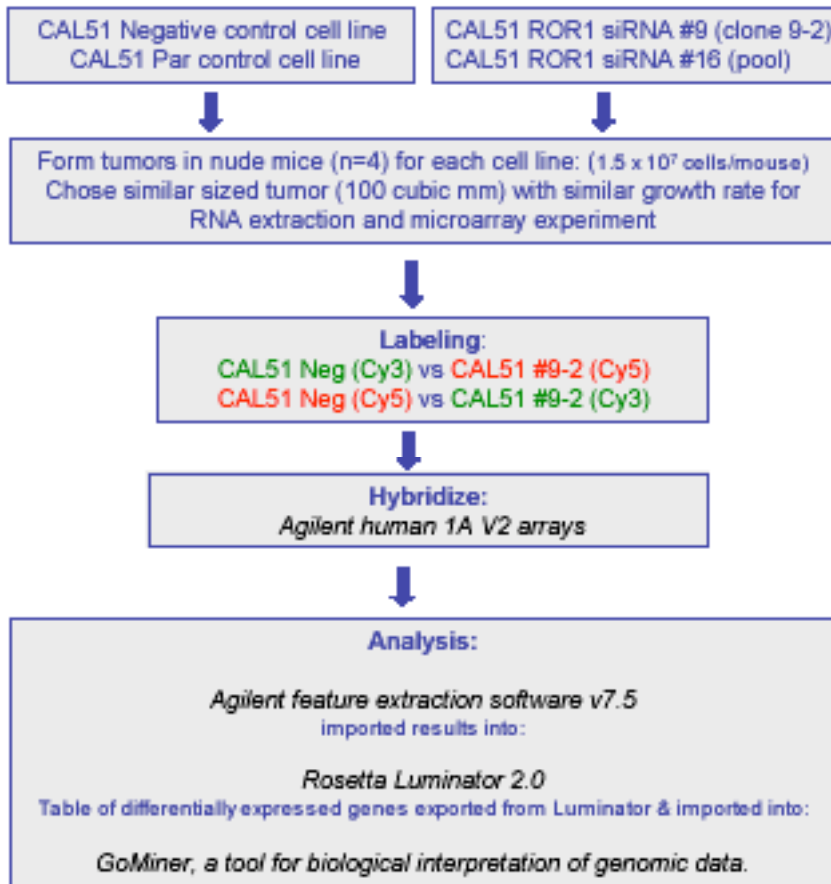 CAL51 Negative control cell line
CAL51 Par control cell line
CAL51 ROR1 siRNA #9 (clone 9-2)
CAL51 ROR1 siRNA #16 (pool)
Form tumors in nude mice (n=4) for each cell line: (1.5 x 10⁷ cells/mouse)
Chose similar sized tumor (100 cubic mm) with similar growth rate for
RNA extraction and microarray experiment
Labeling:
CAL51 Neg (Cy3) vs CAL51 #9-2 (Cy5)
CAL51 Neg (Cy5) vs CAL51 #9-2 (Cy3)
Hybridize:
Agilent human 1A V2 arrays
Analysis:
Agilent feature extraction software v7.5
imported results into:
Rosetta Luminator 2.0
Table of differentially expressed genes exported from Luminator & imported into:
GoMiner, a tool for biological interpretation of genomic data.